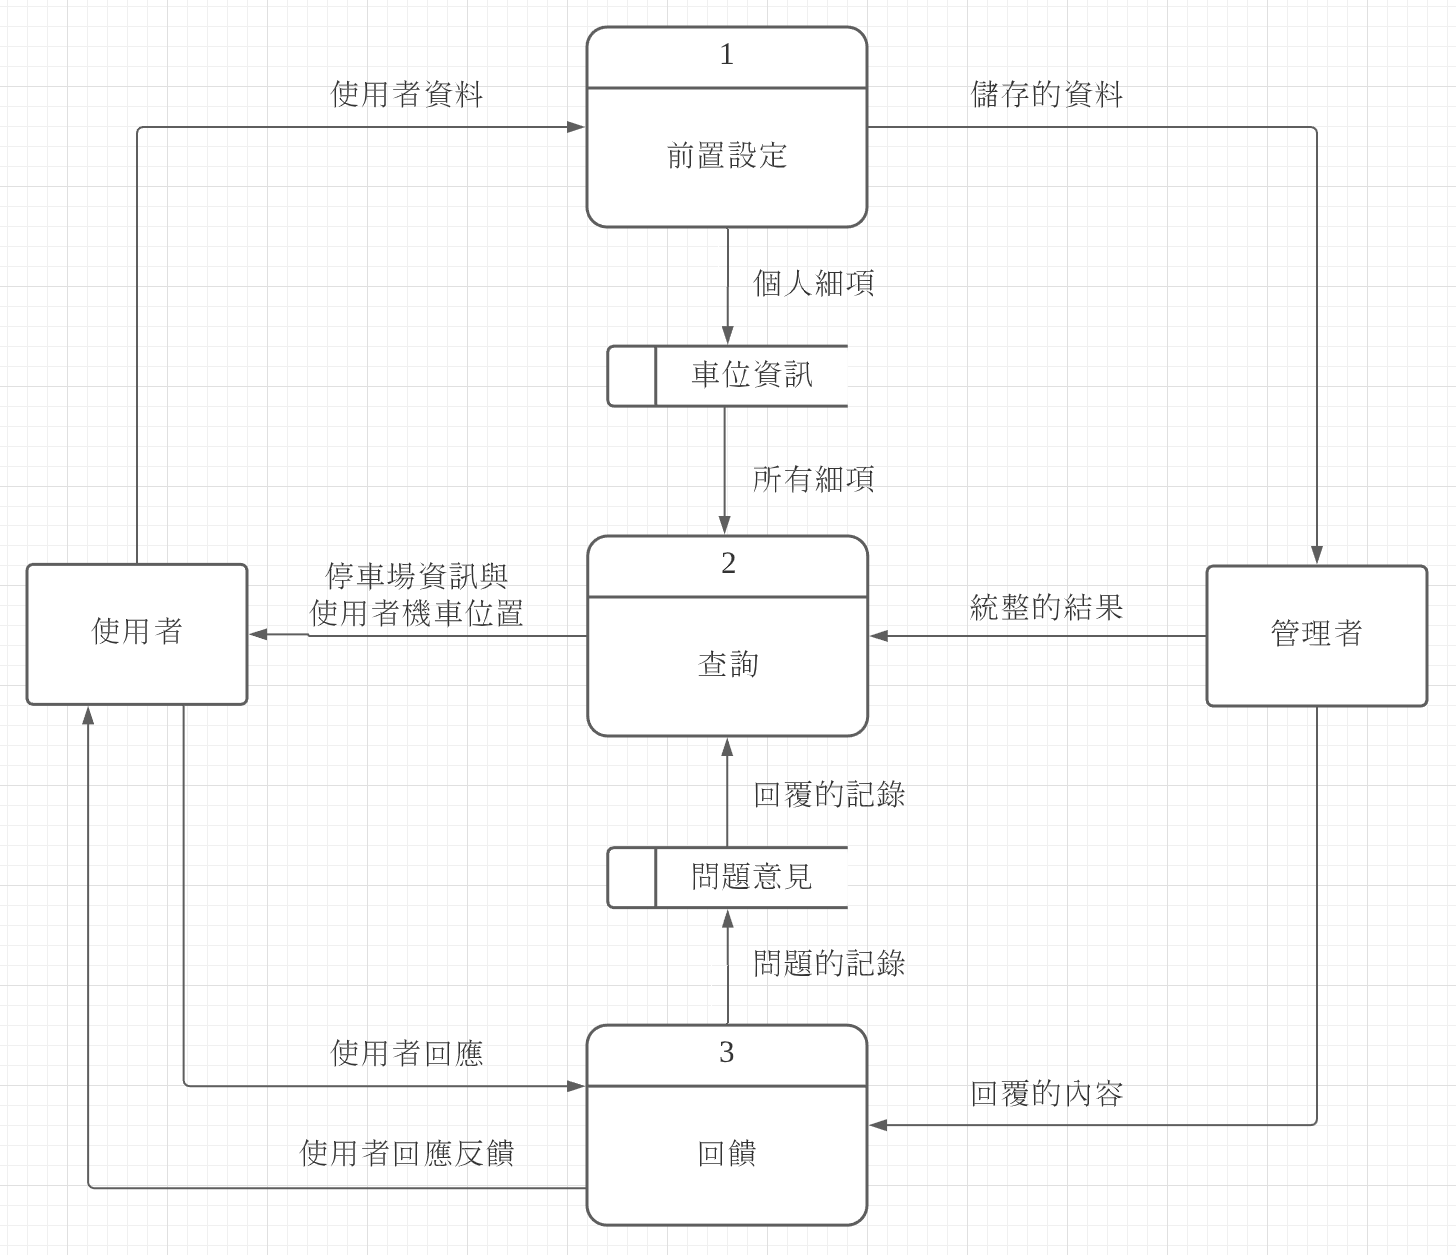 1
使用者資料
儲存的資料
前置設定
個人細項
車位資訊
所有細項
2
停車場資訊與
使用者機車位置
統整的結果
使用者
管理者
查詢
回覆的記錄
問題意見
問題的記錄
3
使用者回應
回覆的內容
使用者回應反饋
回饋